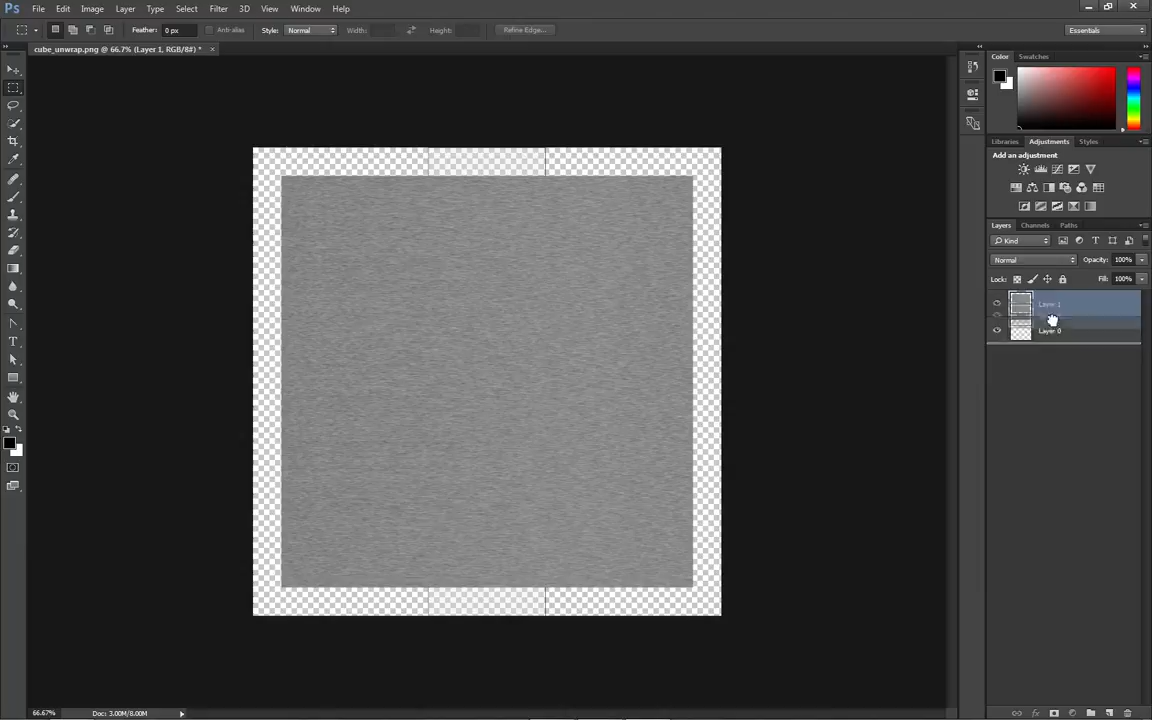 Ps File Edit Image Layer Type Select Filter 3D View Window Help
Feather: 0 px Anti-alias Style: Normal Width: Height: Refine Edge... Essentials
cube_unwrap.png @ 66.7% (Layer 1, RGB/8#) * ×
Color Swatches
Libraries Adjustments Styles
Add an adjustment
Layers Channels Paths
Kind
Normal Opacity: 100%
Lock: Fill: 100%
Layer 1
Layer 0
66.67% Doc: 3.00M/8.00M